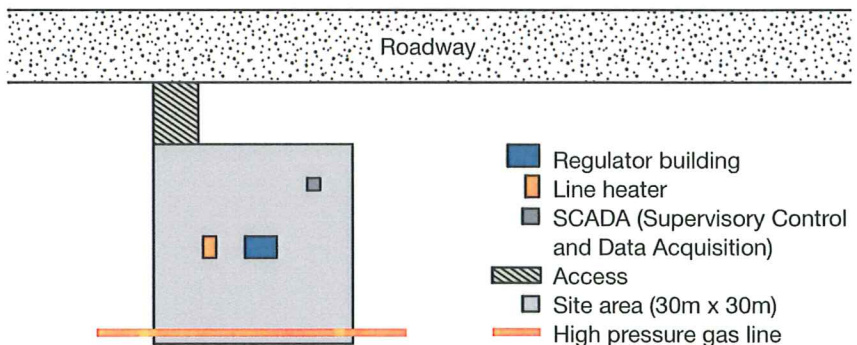 Roadway
Regulator building
Line heater
SCADA (Supervisory Control
and Data Acquisition)
Access
Site area (30m x 30m)
High pressure gas line